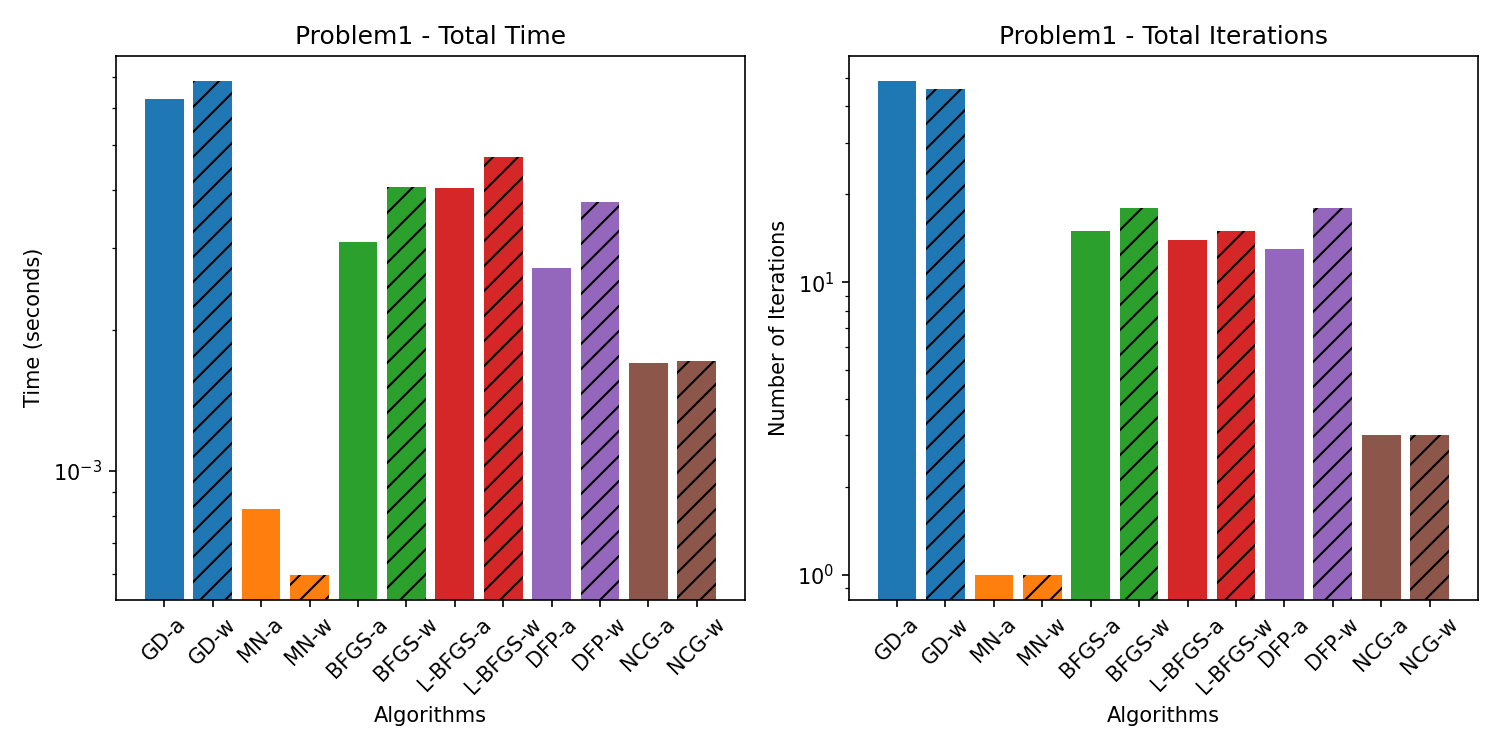 Problem1 - Total Time
Time (seconds)
10⁻³
GD-a
GD-w
MN-a
MN-w
BFGS-a
BFGS-w
L-BFGS-a
L-BFGS-w
DFP-a
DFP-w
NCG-a
NCG-w
Algorithms
Problem1 - Total Iterations
Number of Iterations
10¹
10⁰
GD-a
GD-w
MN-a
MN-w
BFGS-a
BFGS-w
L-BFGS-a
L-BFGS-w
DFP-a
DFP-w
NCG-a
NCG-w
Algorithms